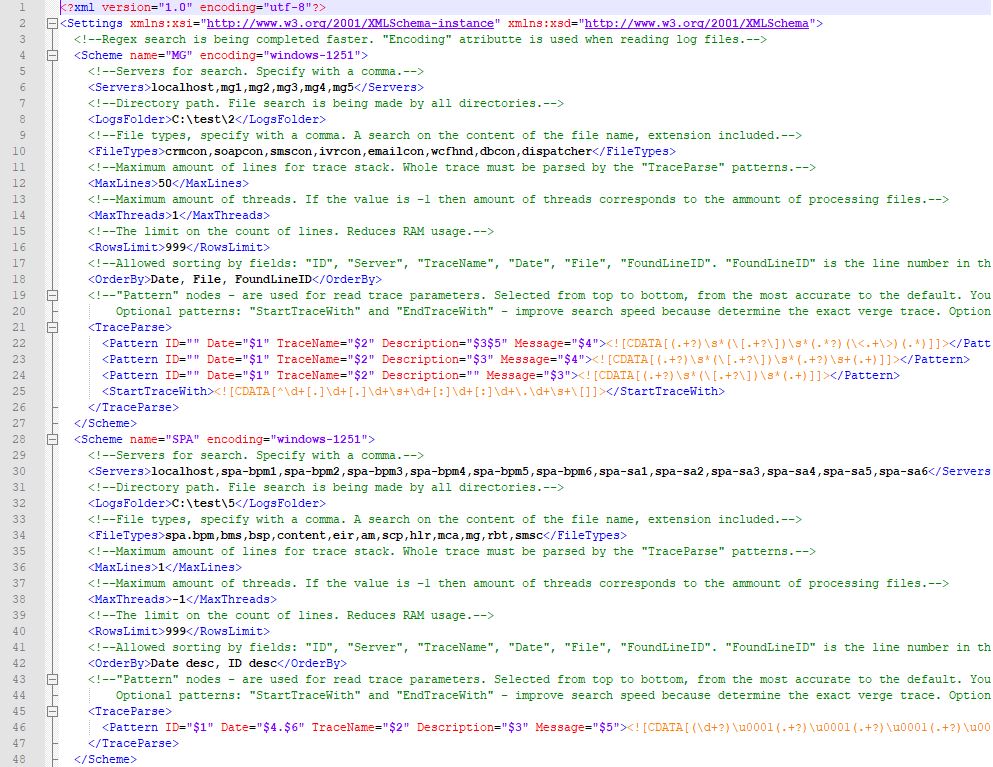 1 <?xml version="1.0" encoding="utf-8"?>
2 <Settings xmlns:xsi="http://www.w3.org/2001/XMLSchema-instance" xmlns:xsd="http://www.w3.org/2001/XMLSchema">
3 <!--Regex search is being completed faster. "Encoding" atributte is used when reading log files.-->
4 <Scheme name="MG" encoding="windows-1251">
5 <!--Servers for search. Specify with a comma.-->
6 <Servers>localhost,mg1,mg2,mg3,mg4,mg5</Servers>
7 <!--Directory path. File search is being made by all directories.-->
8 <LogsFolder>C:\test\2</LogsFolder>
9 <!--File types, specify with a comma. A search on the content of the file name, extension included.-->
10 <FileTypes>crmcon,soapcon,smscon,ivrcon,emailcon,wcfhnd,dbcon,dispatcher</FileTypes>
11 <!--Maximum amount of lines for trace stack. Whole trace must be parsed by the "TraceParse" patterns.-->
12 <MaxLines>50</MaxLines>
13 <!--Maximum amount of threads. If the value is -1 then amount of threads corresponds to the ammount of processing files.-->
14 <MaxThreads>1</MaxThreads>
15 <!--The limit on the count of lines. Reduces RAM usage.-->
16 <RowsLimit>999</RowsLimit>
17 <!--Allowed sorting by fields: "ID", "Server", "TraceName", "Date", "File", "FoundLineID". "FoundLineID" is the line number in th
18 <OrderBy>Date, File, FoundLineID</OrderBy>
19 <!--"Pattern" nodes - are used for read trace parameters. Selected from top to bottom, from the most accurate to the default. You
20 Optional patterns: "StartTraceWith" and "EndTraceWith" - improve search speed because determine the exact verge trace. Option
21 <TraceParse>
22 <Pattern ID="" Date="$1" TraceName="$2" Description="$3$5" Message="$4"><![CDATA[(.+?)\s*(\[.+?\])\s*(.*?)(\<.+\>)(.*)]]></Patt
23 <Pattern ID="" Date="$1" TraceName="$2" Description="$3" Message="$4"><![CDATA[(.+?)\s*(\[.+?\])\s*(.+?)\s+(.+)]]></Pattern>
24 <Pattern ID="" Date="$1" TraceName="$2" Description="" Message="$3"><![CDATA[(.+?)\s*(\[.+?\])\s*(.+)]]></Pattern>
25 <StartTraceWith><![CDATA[^\d+[.]\d+[.]\d+\s+\d+[:]\d+[:]\d+\.\d+\s+\[]]></StartTraceWith>
26 </TraceParse>
27 </Scheme>
28 <Scheme name="SPA" encoding="windows-1251">
29 <!--Servers for search. Specify with a comma.-->
30 <Servers>localhost,spa-bpm1,spa-bpm2,spa-bpm3,spa-bpm4,spa-bpm5,spa-bpm6,spa-sa1,spa-sa2,spa-sa3,spa-sa4,spa-sa5,spa-sa6</Servers
31 <!--Directory path. File search is being made by all directories.-->
32 <LogsFolder>C:\test\5</LogsFolder>
33 <!--File types, specify with a comma. A search on the content of the file name, extension included.-->
34 <FileTypes>spa.bpm,bms,bsp,content,eir,am,scp,hlr,mca,mg,rbt,smsc</FileTypes>
35 <!--Maximum amount of lines for trace stack. Whole trace must be parsed by the "TraceParse" patterns.-->
36 <MaxLines>1</MaxLines>
37 <!--Maximum amount of threads. If the value is -1 then amount of threads corresponds to the ammount of processing files.-->
38 <MaxThreads>-1</MaxThreads>
39 <!--The limit on the count of lines. Reduces RAM usage.-->
40 <RowsLimit>999</RowsLimit>
41 <!--Allowed sorting by fields: "ID", "Server", "TraceName", "Date", "File", "FoundLineID". "FoundLineID" is the line number in th
42 <OrderBy>Date desc, ID desc</OrderBy>
43 <!--"Pattern" nodes - are used for read trace parameters. Selected from top to bottom, from the most accurate to the default. You
44 Optional patterns: "StartTraceWith" and "EndTraceWith" - improve search speed because determine the exact verge trace. Option
45 <TraceParse>
46 <Pattern ID="$1" Date="$4.$6" TraceName="$2" Description="$3" Message="$5"><![CDATA[(\d+?)\u0001(.+?)\u0001(.+?)\u0001(.+?)\u00
47 </TraceParse>
48 </Scheme>